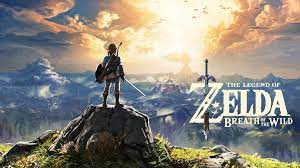 THE LEGEND OF
ZELDA
BREATH OF THE WILD